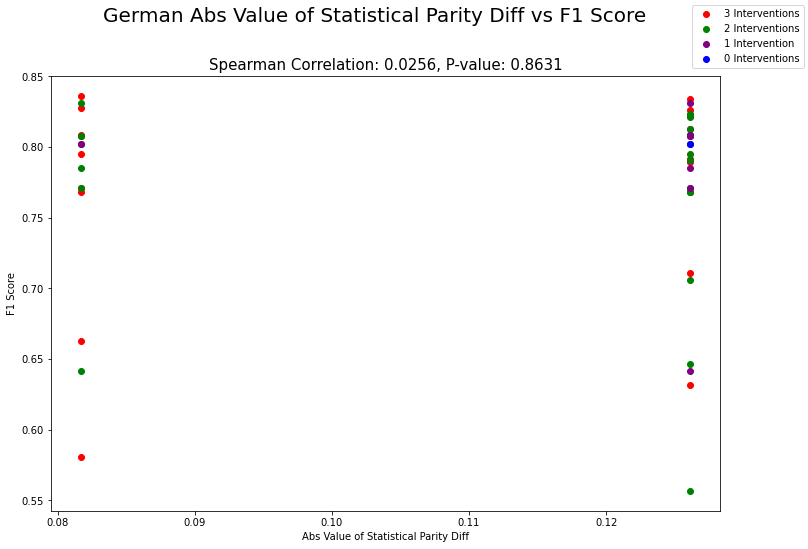 German Abs Value of Statistical Parity Diff vs F1 Score
3 Interventions
2 Interventions
1 Intervention
0 Interventions
Spearman Correlation: 0.0256, P-value: 0.8631
0.85
0.80
0.75
0.70
0.65
0.60
0.55
F1 Score
0.08
0.09
0.10
0.11
0.12
Abs Value of Statistical Parity Diff